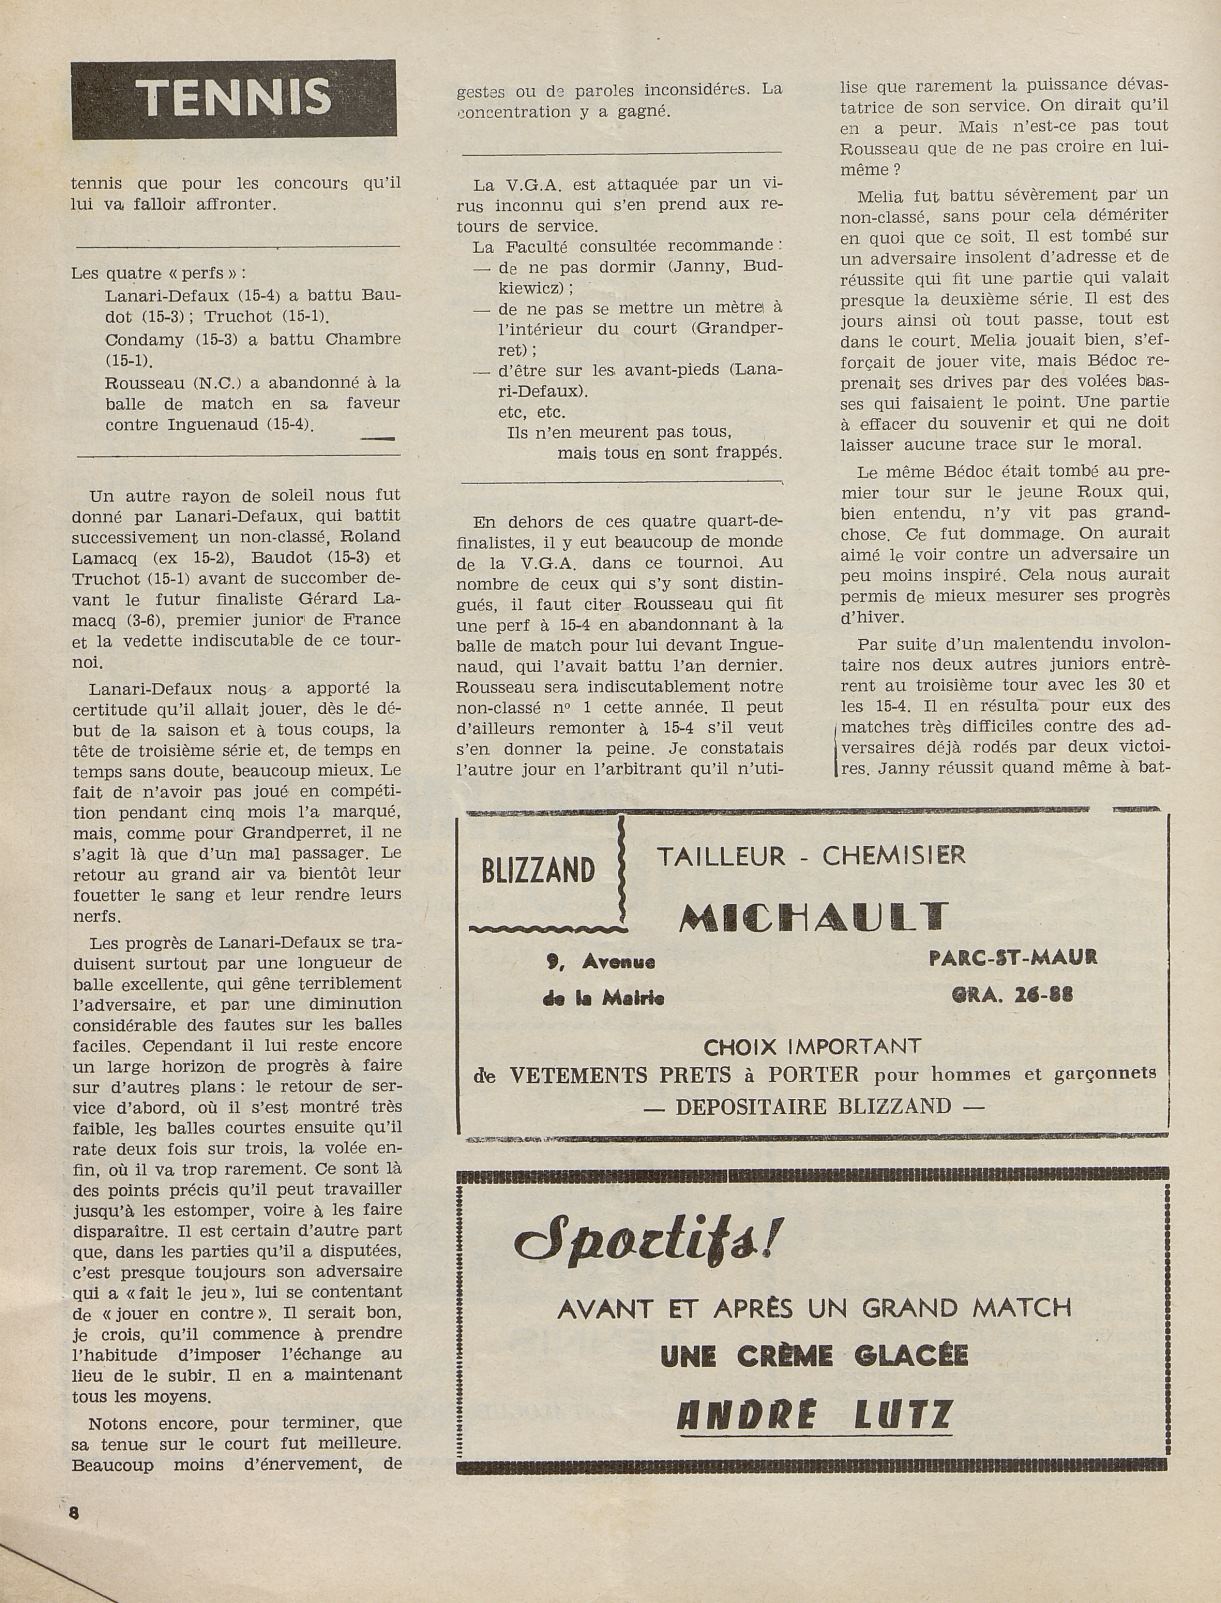 TENNIS
tennis que pour les concours qu'il
lui va falloir affronter.
Les quatre « perfs » :
Lanari-Defaux (15-4) a battu Bau-
dot (15-3) ; Truchot (15-1).
Condamy (15-3) a battu Chambre
(15-1).
Rousseau (N.C.) a abandonné à la
balle de match en sa faveur
contre Inguenaud (15-4).
Un autre rayon de soleil nous fut
donné par Lanari-Defaux, qui battit
successivement un non-classé, Roland
Lamacq (ex 15-2), Baudot (15-3) et
Truchot (15-1) avant de succomber de-
vant le futur finaliste Gérard La-
macq (3-6), premier junior de France
et la vedette indiscutable de ce tour-
noi.
Lanari-Defaux nous a apporté la
certitude qu'il allait jouer, dès le dé-
but de la saison et à tous coups, la
tête de troisième série et, de temps en
temps sans doute, beaucoup mieux. Le
fait de n'avoir pas joué en compéti-
tion pendant cinq mois l'a marqué,
mais, comme pour Grandperret, il ne
s'agit là que d'un mal passager. Le
retour au grand air va bientôt leur
fouetter le sang et leur rendre leurs
nerfs.
Les progrès de Lanari-Defaux se tra-
duisent surtout par une longueur de
balle excellente, qui gêne terriblement
l'adversaire, et par une diminution
considérable des fautes sur les balles
faciles. Cependant il lui reste encore
un large horizon de progrès à faire
sur d'autres plans : le retour de ser-
vice d'abord, où il s'est montré très
faible, les balles courtes ensuite qu'il
rate deux fois sur trois, la volée en-
fin, où il va trop rarement. Ce sont là
des points précis qu'il peut travailler
jusqu'à les estomper, voire à les faire
disparaître. Il est certain d'autre part
que, dans les parties qu'il a disputées,
c'est presque toujours son adversaire
qui a « fait le jeu », lui se contentant
de « jouer en contre ». Il serait bon,
je crois, qu'il commence à prendre
l'habitude d'imposer l'échange au
lieu de le subir. Il en a maintenant
tous les moyens.
Notons encore, pour terminer, que
sa tenue sur le court fut meilleure.
Beaucoup moins d'énervement, de
gestes ou de paroles inconsidérés. La
concentration y a gagné.
La V.G.A. est attaquée par un vi-
rus inconnu qui s'en prend aux re-
tours de service.
La Faculté consultée recommande :
— de ne pas dormir (Janny, Bud-
kiewicz) ;
— de ne pas se mettre un mètre à
l'intérieur du court (Grandper-
ret) ;
— d'être sur les avant-pieds (Lana-
ri-Defaux).
etc, etc.
Ils n'en meurent pas tous,
mais tous en sont frappés.
En dehors de ces quatre quart-de-
finalistes, il y eut beaucoup de monde
de la V.G.A. dans ce tournoi. Au
nombre de ceux qui s'y sont distin-
gués, il faut citer Rousseau qui fit
une perf à 15-4 en abandonnant à la
balle de match pour lui devant Ingue-
naud, qui l'avait battu l'an dernier.
Rousseau sera indiscutablement notre
non-classé n° 1 cette année. Il peut
d'ailleurs remonter à 15-4 s'il veut
s'en donner la peine. Je constatais
l'autre jour en l'arbitrant qu'il n'uti-
lise que rarement la puissance dévas-
tatrice de son service. On dirait qu'il
en a peur. Mais n'est-ce pas tout
Rousseau que de ne pas croire en lui-
même ?
Melia fut battu sévèrement par un
non-classé, sans pour cela démériter
en quoi que ce soit. Il est tombé sur
un adversaire insolent d'adresse et de
réussite qui fit une partie qui valait
presque la deuxième série. Il est des
jours ainsi où tout passe, tout est
dans le court. Melia jouait bien, s'ef-
forçait de jouer vite, mais Bédoc re-
prenait ses drives par des volées bas-
ses qui faisaient le point. Une partie
à effacer du souvenir et qui ne doit
laisser aucune trace sur le moral.
Le même Bédoc était tombé au pre-
mier tour sur le jeune Roux qui,
bien entendu, n'y vit pas grand-
chose. Ce fut dommage. On aurait
aimé le voir contre un adversaire un
peu moins inspiré. Cela nous aurait
permis de mieux mesurer ses progrès
d'hiver.
Par suite d'un malentendu involon-
taire nos deux autres juniors entrè-
rent au troisième tour avec les 30 et
les 15-4. Il en résulta pour eux des
matches très difficiles contre des ad-
versaires déjà rodés par deux victoi-
res. Janny réussit quand même à bat-
BLIZZAND
TAILLEUR - CHEMISIER
MICHAULT
9, Avenue
de la Mairie
PARC-ST-MAUR
GRA. 26-88
CHOIX IMPORTANT
de VETEMENTS PRETS à PORTER pour hommes et garçonnets
— DEPOSITAIRE BLIZZAND —
Sportifs !
AVANT ET APRÈS UN GRAND MATCH
UNE CRÈME GLACÉE
ANDRÉ LUTZ
8